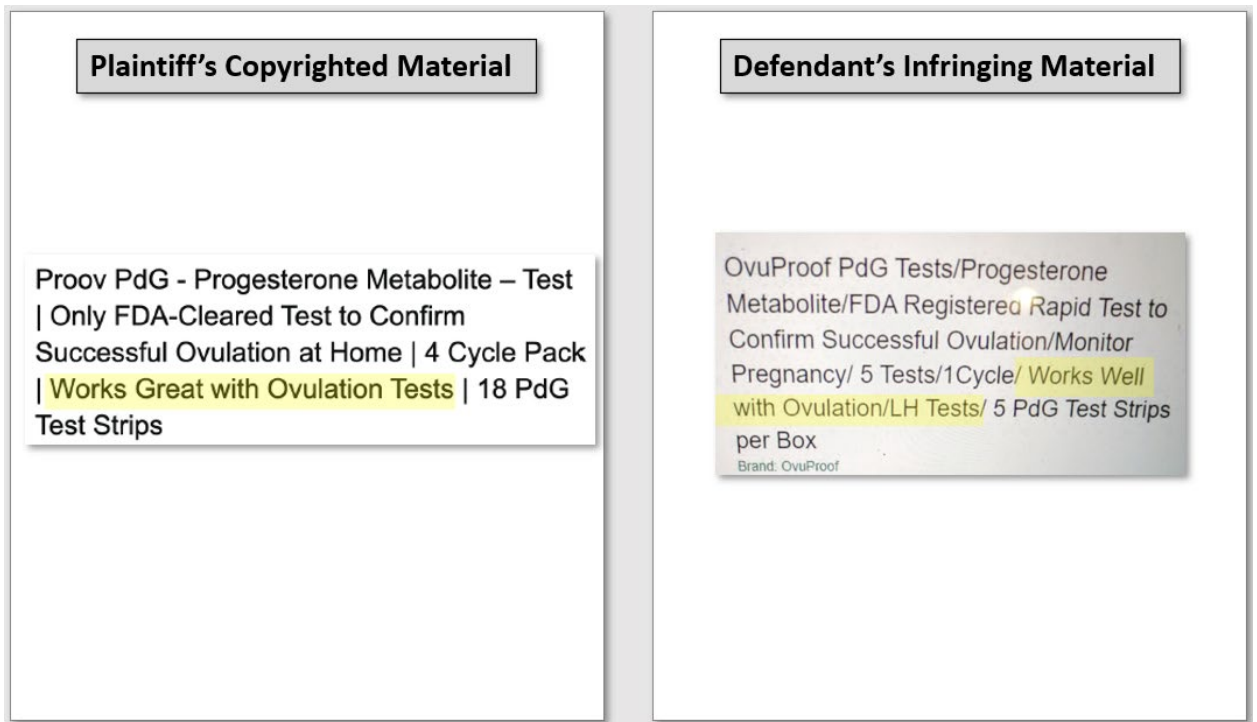 Plaintiff's Copyrighted Material
Proov PdG - Progesterone Metabolite – Test
| Only FDA-Cleared Test to Confirm
Successful Ovulation at Home | 4 Cycle Pack
| Works Great with Ovulation Tests | 18 PdG
Test Strips
Defendant's Infringing Material
OvuProof PdG Tests/Progesterone
Metabolite/FDA Registered Rapid Test to
Confirm Successful Ovulation/Monitor
Pregnancy/ 5 Tests/1Cycle/ Works Well
with Ovulation/LH Tests/ 5 PdG Test Strips
per Box
Brand: OvuProof